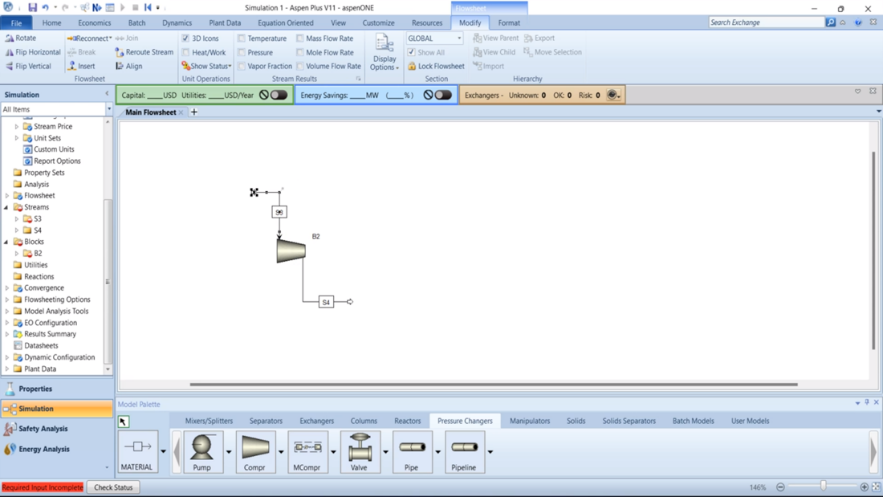 Simulation 1 - Aspen Plus V11 - aspenONE
Flowsheet
File Home Economics Batch Dynamics Plant Data Equation Oriented View Customize Resources Modify Format
Search Exchange
Rotate
Flip Horizontal
Flip Vertical
Reconnect
Break
Insert
Join
Reroute Stream
Align
Flowsheet
3D Icons
Heat/Work
Show Status
Unit Operations
Temperature
Pressure
Vapor Fraction
Mass Flow Rate
Mole Flow Rate
Volume Flow Rate
Stream Results
Display
Options
GLOBAL
Show All
Lock Flowsheet
Section
View Parent
View Child
Import
Export
Move Selection
Hierarchy
Simulation
All Items
Capital: ____ USD Utilities: ____ USD/Year
Energy Savings: ____ MW ( ____ %)
Exchangers - Unknown: 0 OK: 0 Risk: 0
Main Flowsheet × +
Stream Price
Unit Sets
Custom Units
Report Options
Property Sets
Analysis
Flowsheet
Streams
S3
S4
Blocks
B2
Utilities
Reactions
Convergence
Flowsheeting Options
Model Analysis Tools
EO Configuration
Results Summary
Datasheets
Dynamic Configuration
Plant Data
Properties
Simulation
Safety Analysis
Energy Analysis
B2
S4
Model Palette
Mixers/Splitters Separators Exchangers Columns Reactors Pressure Changers Manipulators Solids Solids Separators Batch Models User Models
MATERIAL
Pump
Compr
MCompr
Valve
Pipe
Pipeline
Required Input Incomplete
Check Status
146%